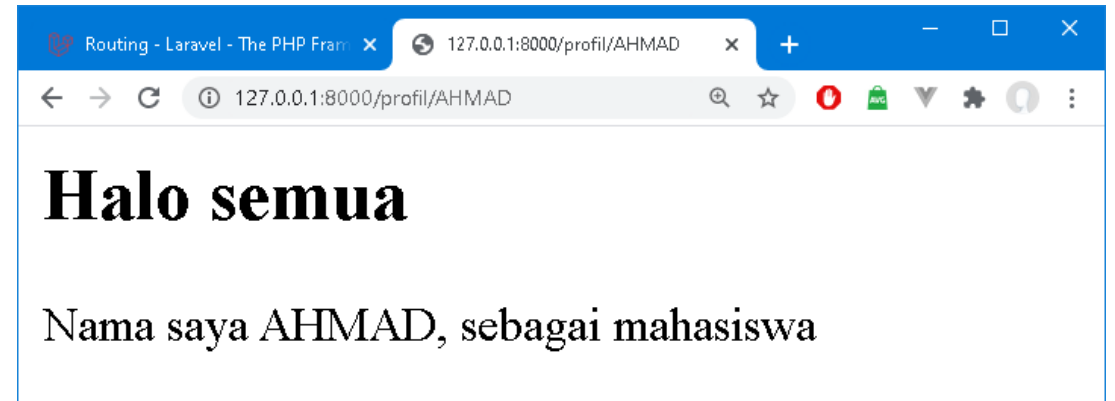 Routing - Laravel - The PHP Fram
127.0.0.1:8000/profil/AHMAD
127.0.0.1:8000/profil/AHMAD
AVG
Halo semua
Nama saya AHMAD, sebagai mahasiswa